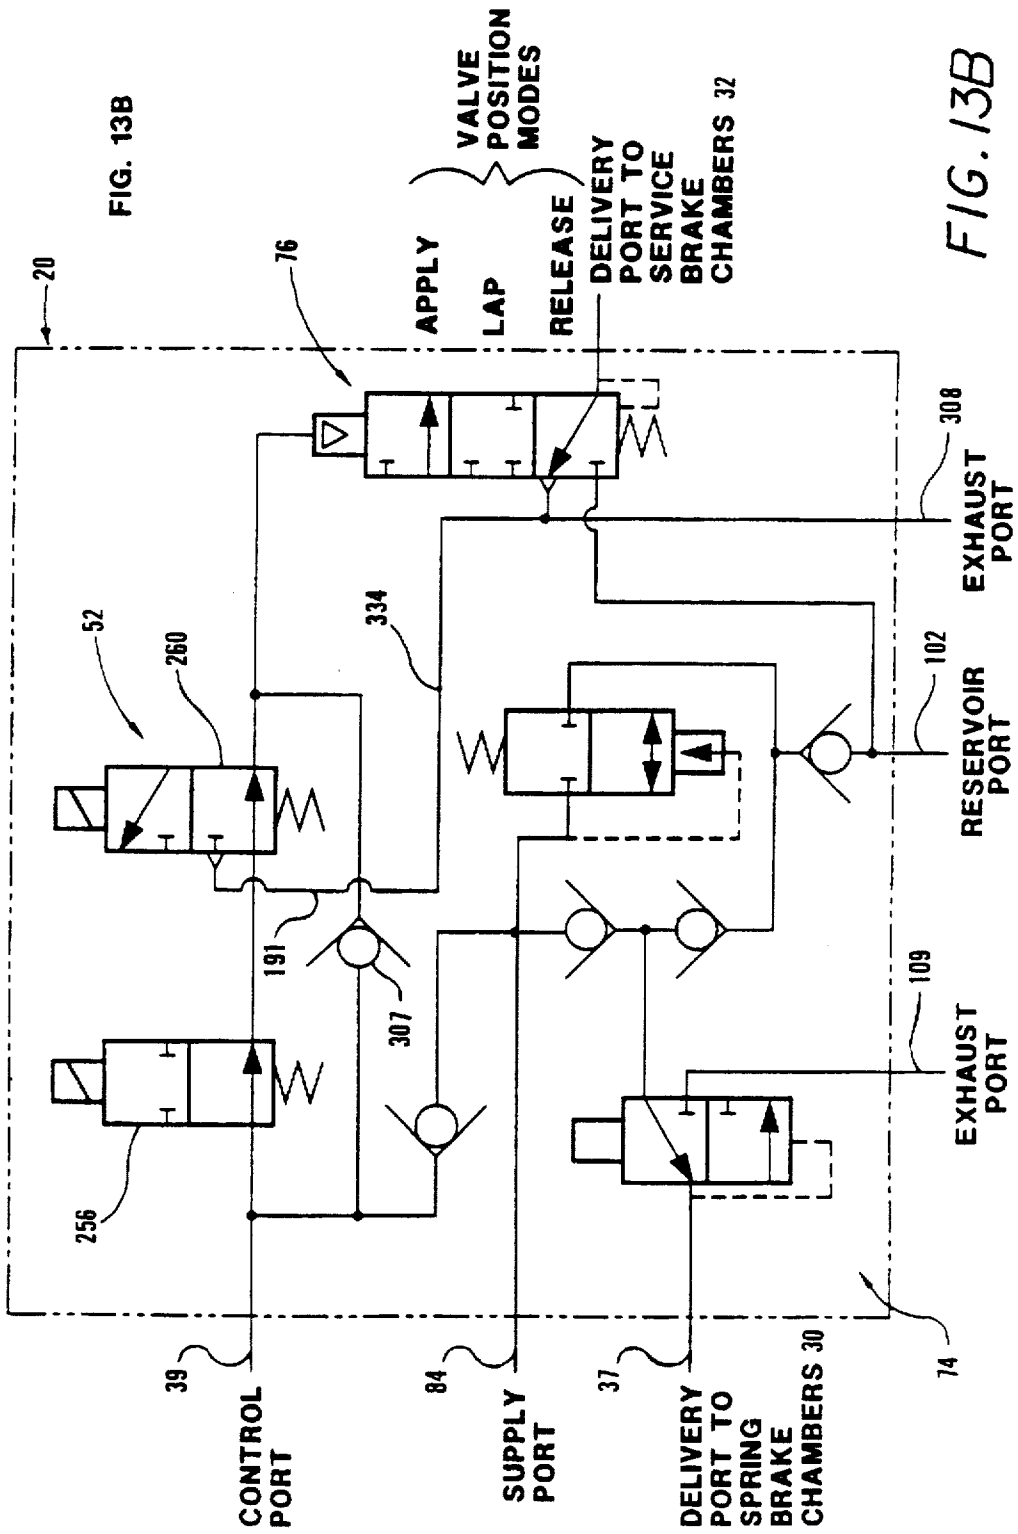 FIG. 13B
20
76
52
260
256
334
191
307
APPLY
LAP
RELEASE
VALVE
POSITION
MODES
39
CONTROL
PORT
84
SUPPLY
PORT
37
DELIVERY
PORT TO
SPRING
BRAKE
CHAMBERS 30
DELIVERY
PORT TO
SERVICE
BRAKE
CHAMBERS 32
74
109
EXHAUST
PORT
102
RESERVOIR
PORT
308
EXHAUST
PORT
FIG. 13B